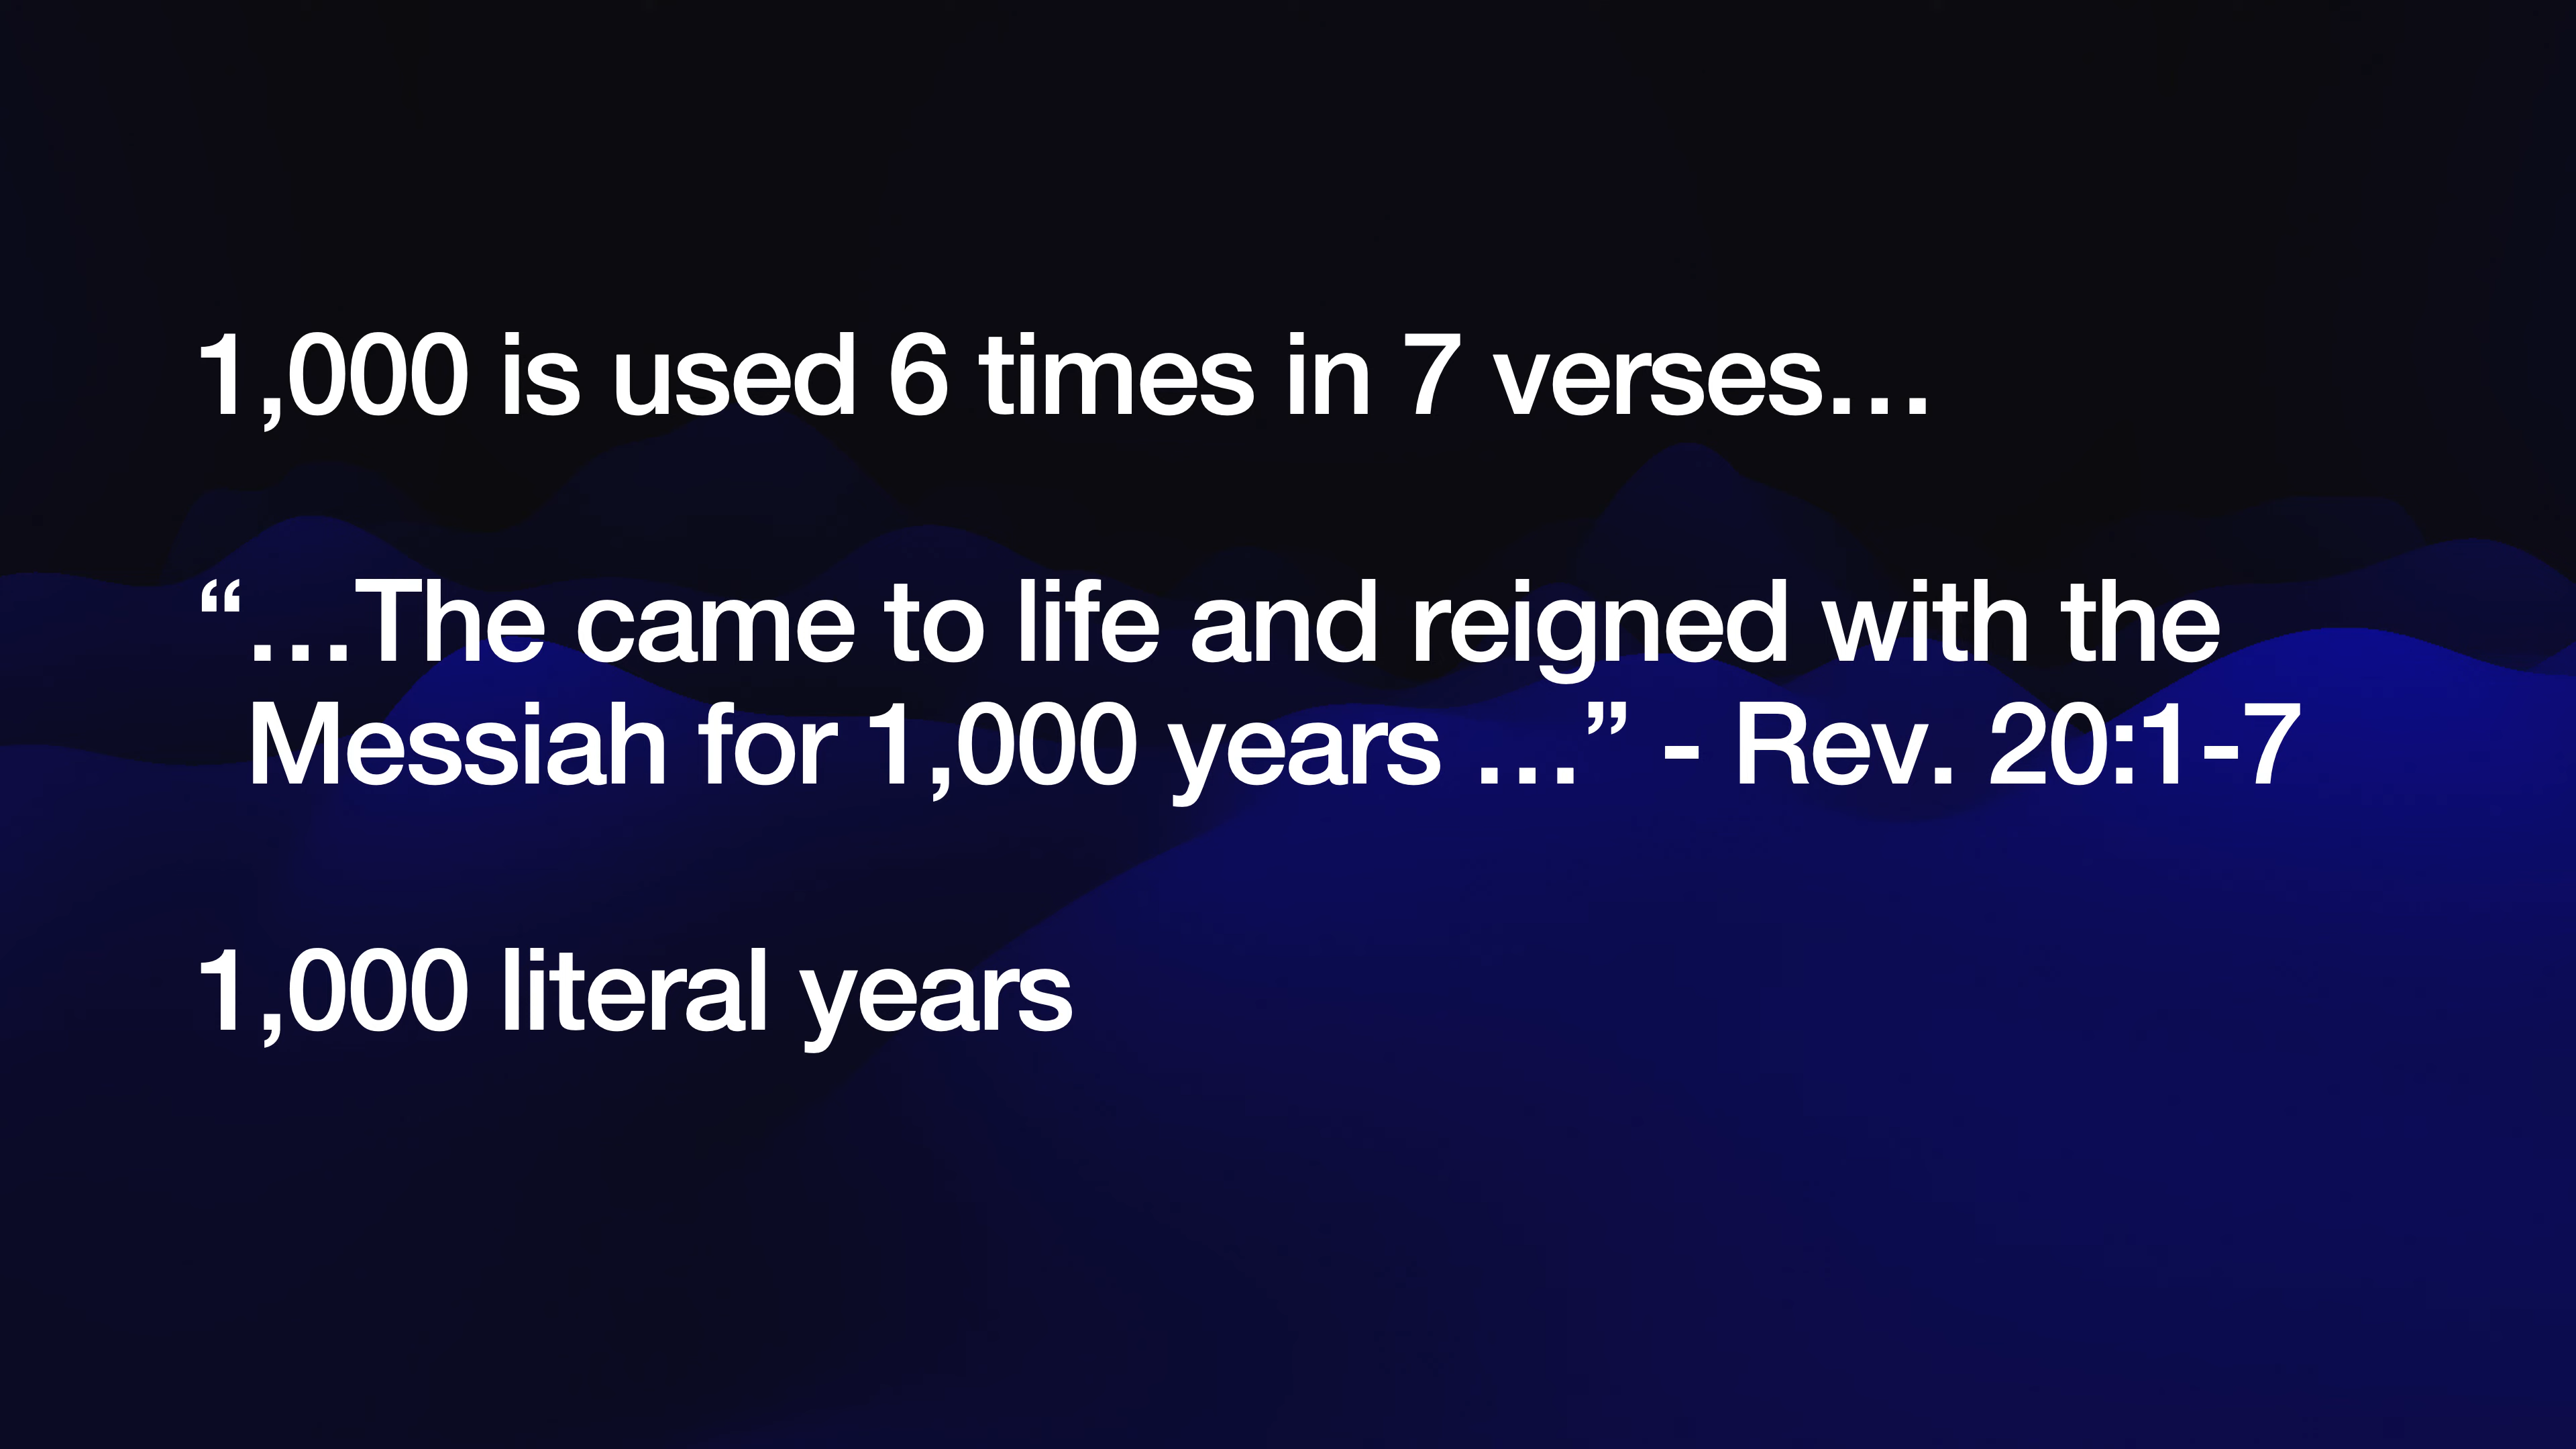 1,000 is used 6 times in 7 verses…
“…The came to life and reigned with the
Messiah for 1,000 years …” - Rev. 20:1-7
1,000 literal years